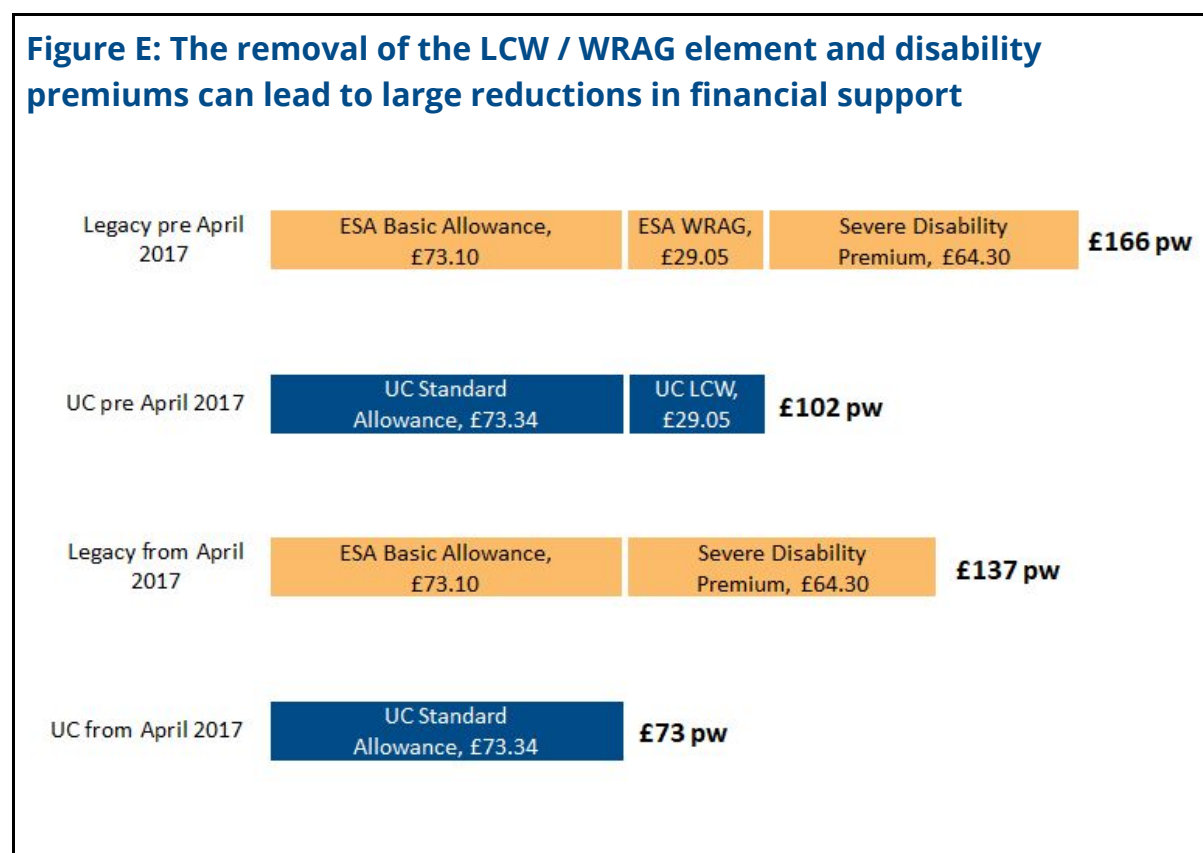 Figure E: The removal of the LCW / WRAG element and disability
premiums can lead to large reductions in financial support
Legacy pre April
2017
ESA Basic Allowance,
£73.10
ESA WRAG,
£29.05
Severe Disability
Premium, £64.30
£166 pw
UC pre April 2017
UC Standard
Allowance, £73.34
UC LCW,
£29.05
£102 pw
Legacy from April
2017
ESA Basic Allowance,
£73.10
Severe Disability
Premium, £64.30
£137 pw
UC from April 2017
UC Standard
Allowance, £73.34
£73 pw